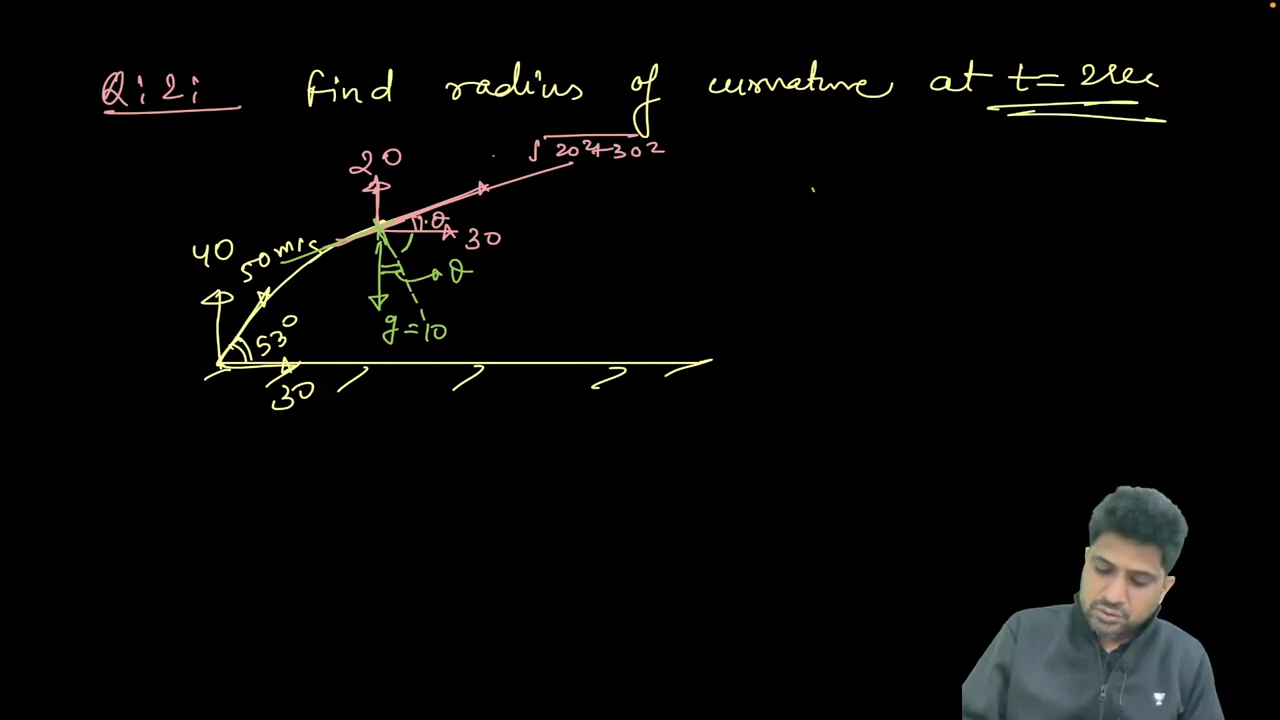 Q:2: Find radius of curvature at t = 2sec
√20²+30²
20
θ
30
40
50 m/s
θ
g = 10
53°
30